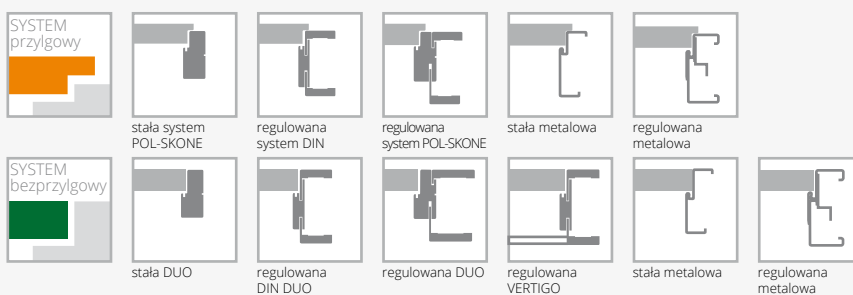 SYSTEM
przylgowy
stała system
POL-SKONE
regulowana
system DIN
regulowana
system POL-SKONE
stała metalowa
regulowana
metalowa
SYSTEM
bezprzylgowy
stała DUO
regulowana
DIN DUO
regulowana DUO
regulowana
VERTIGO
stała metalowa
regulowana
metalowa